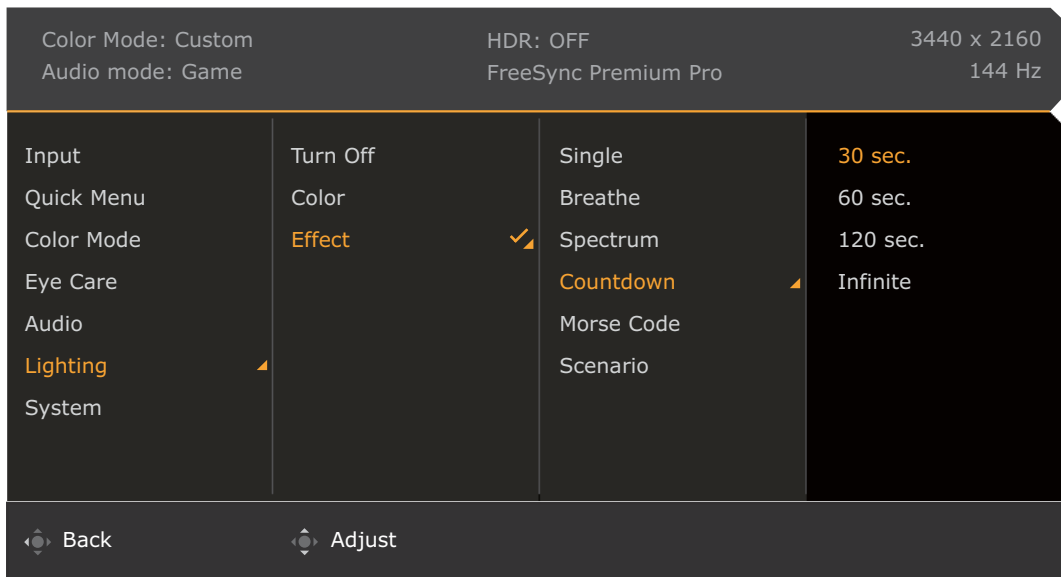 Color Mode: Custom
HDR: OFF
3440 x 2160
Audio mode: Game
FreeSync Premium Pro
144 Hz
Input
Quick Menu
Color Mode
Eye Care
Audio
Lighting
System
Turn Off
Color
Effect
Single
Breathe
Spectrum
Countdown
Morse Code
Scenario
30 sec.
60 sec.
120 sec.
Infinite
Back
Adjust